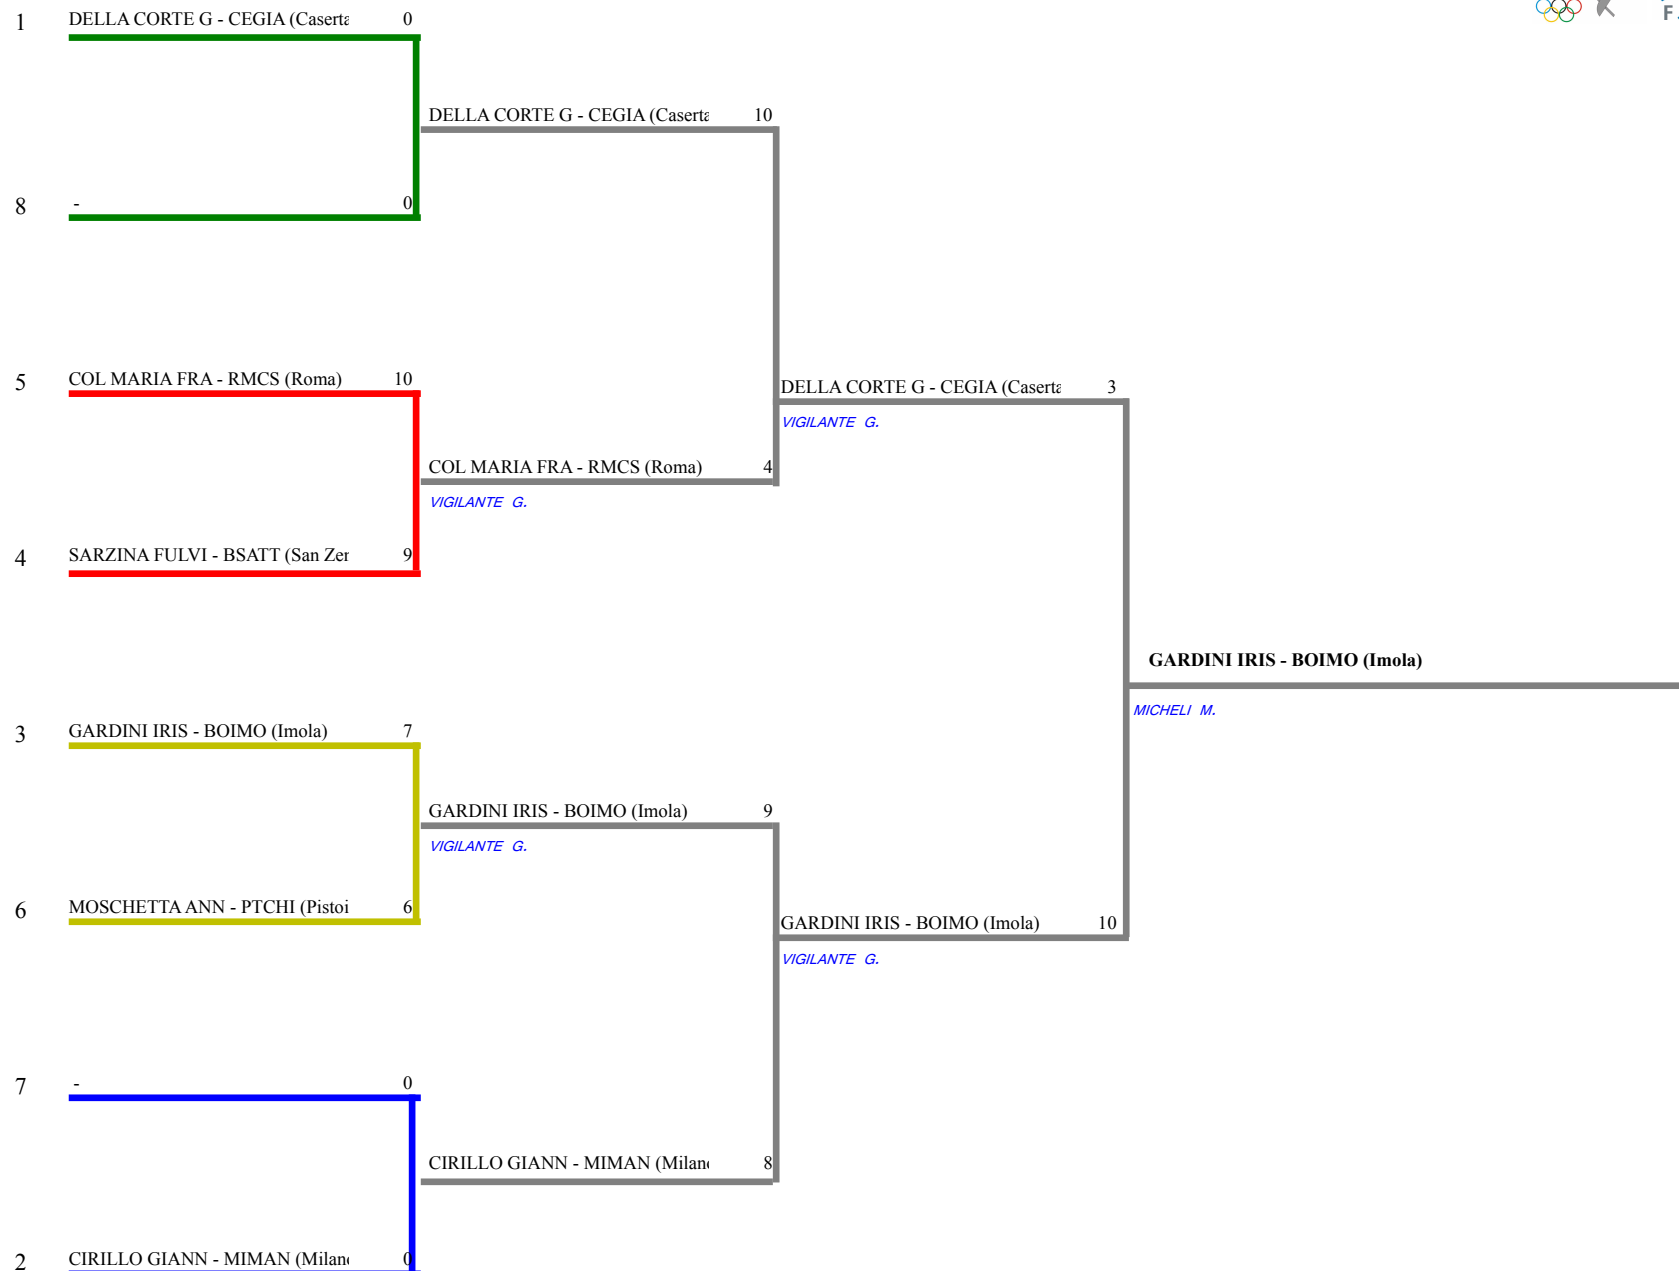 F
1 DELLA CORTE G - CEGIA (Caserta 0
DELLA CORTE G - CEGIA (Caserta 10
8 - 0
5 COL MARIA FRA - RMCS (Roma) 10
DELLA CORTE G - CEGIA (Caserta 3
VIGILANTE G.
COL MARIA FRA - RMCS (Roma) 4
VIGILANTE G.
4 SARZINA FULVI - BSATT (San Zen 9
GARDINI IRIS - BOIMO (Imola)
MICHELI M.
3 GARDINI IRIS - BOIMO (Imola) 7
GARDINI IRIS - BOIMO (Imola) 9
VIGILANTE G.
6 MOSCHETTA ANN - PTCHI (Pistoi 6
GARDINI IRIS - BOIMO (Imola) 10
VIGILANTE G.
7 - 0
CIRILLO GIANN - MIMAN (Milano 8
2 CIRILLO GIANN - MIMAN (Milano 0